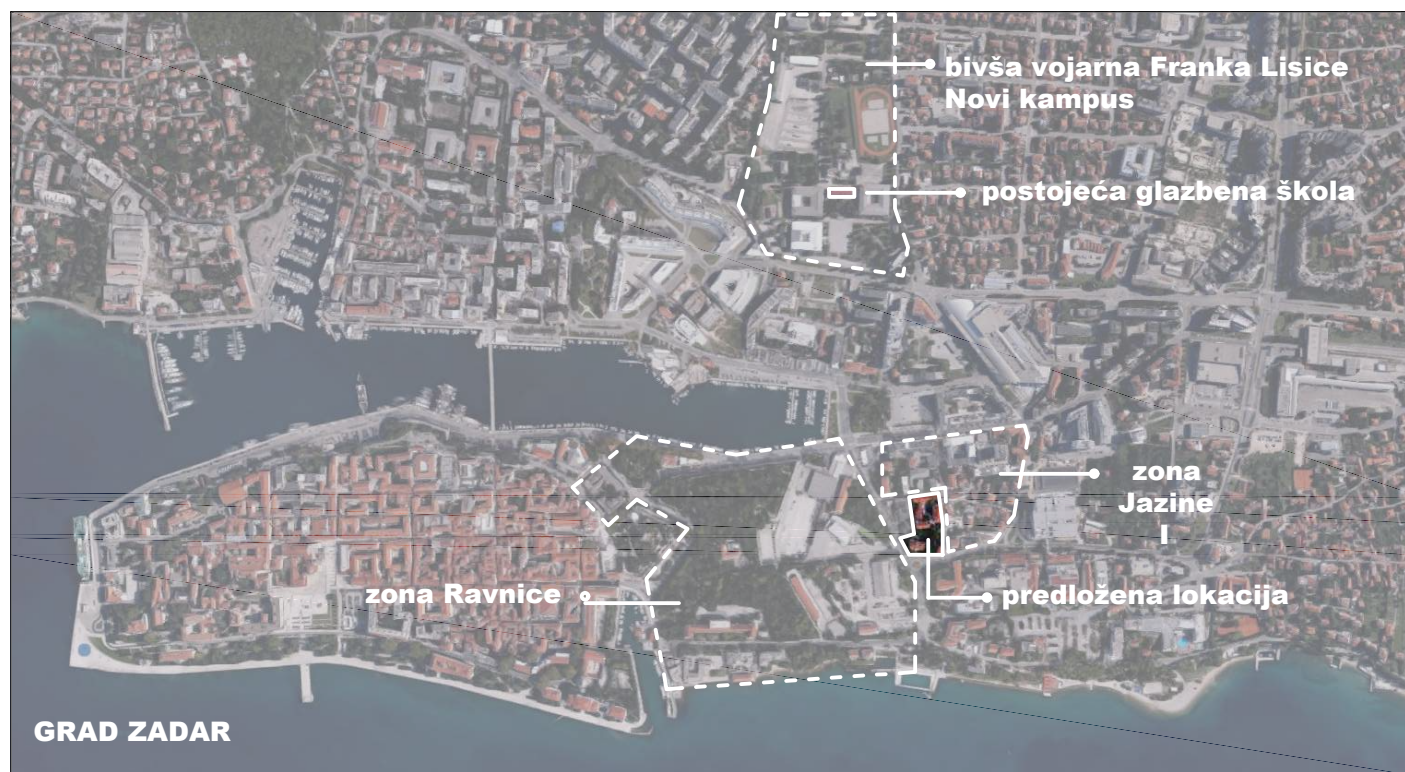 bivša vojarna Franka Lisice
Novi kampus
postojeća glazbena škola
zona
Jazine
I
zona Ravnice
predložena lokacija
GRAD ZADAR